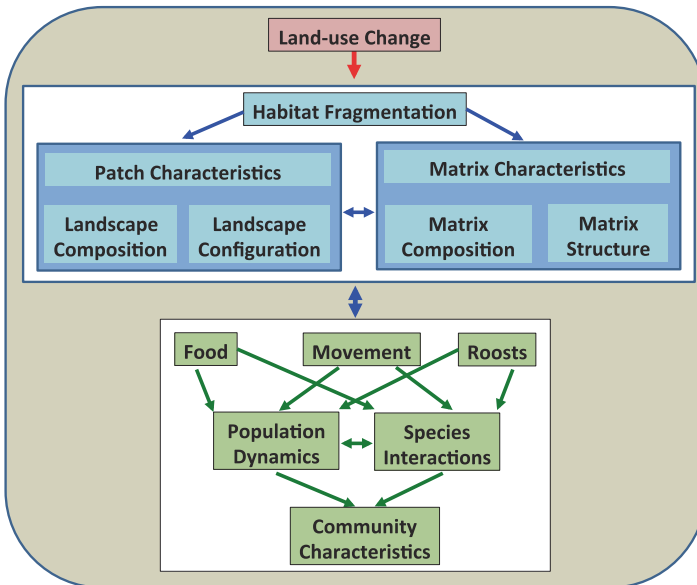 Land-use Change
Habitat Fragmentation
Patch Characteristics
Landscape
Composition
Landscape
Configuration
Matrix Characteristics
Matrix
Composition
Matrix
Structure
Food
Movement
Roosts
Population
Dynamics
Species
Interactions
Community
Characteristics